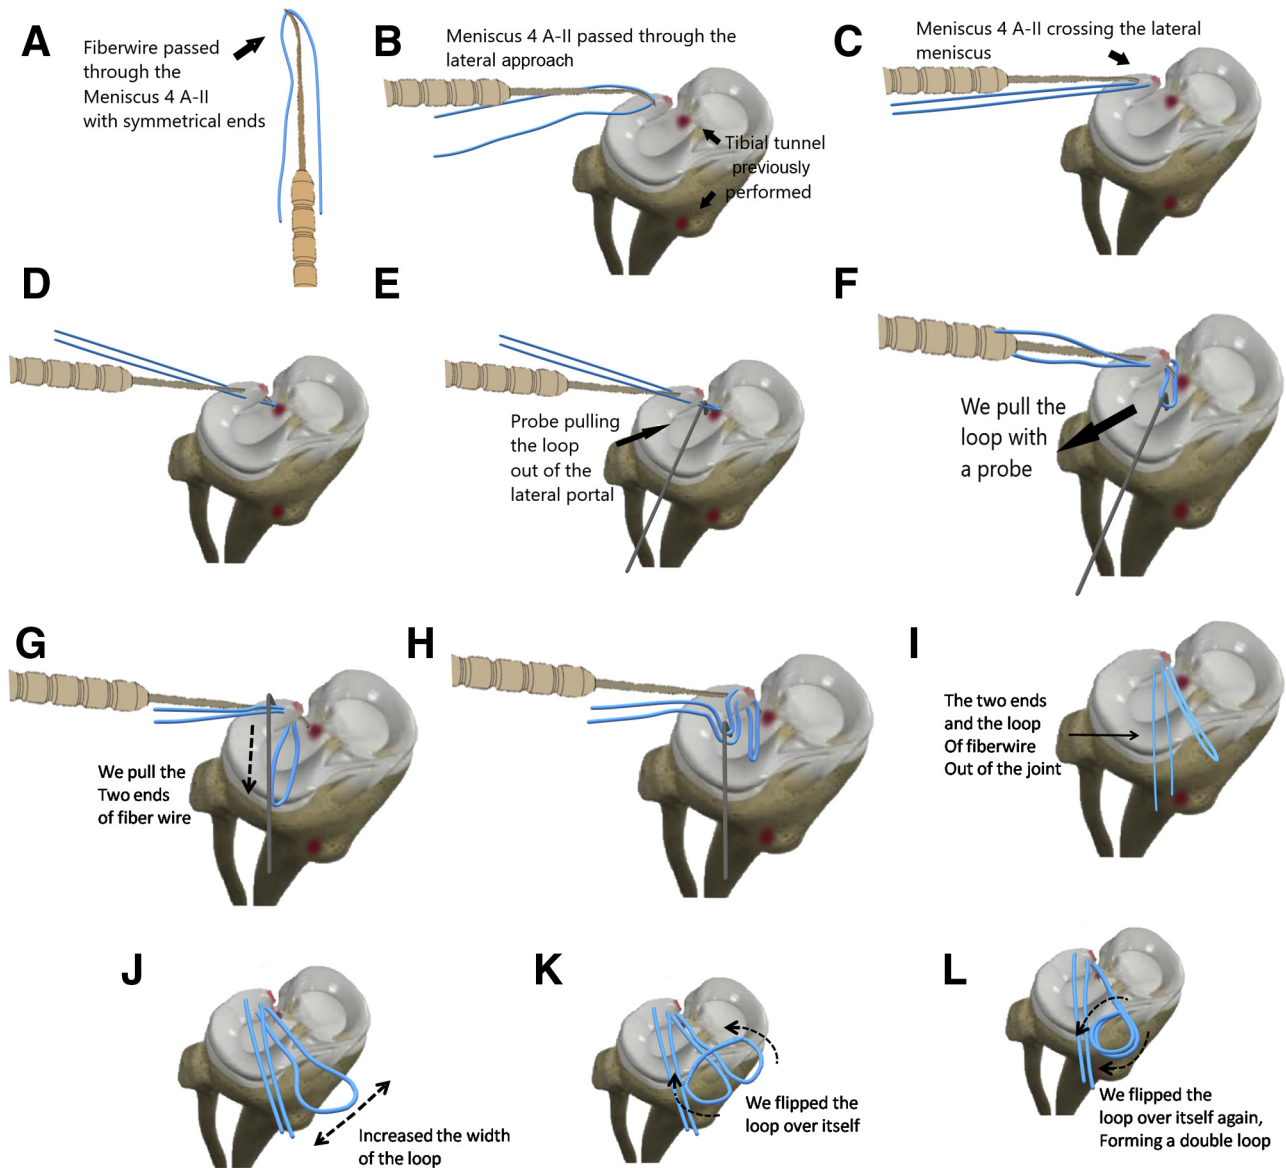 A
Fiberwire passed
through the
Meniscus 4 A-II
with symmetrical ends
B
Meniscus 4 A-II passed through the
lateral approach
Tibial tunnel
previously
performed
C
Meniscus 4 A-II crossing the lateral
meniscus
D
E
Probe pulling
the loop
out of the
lateral portal
F
We pull the
loop with
a probe
G
We pull the
Two ends
of fiber wire
H
I
The two ends
and the loop
Of fiberwire
Out of the joint
J
Increased the width
of the loop
K
We flipped the
loop over itself
L
We flipped the
loop over itself again,
Forming a double loop